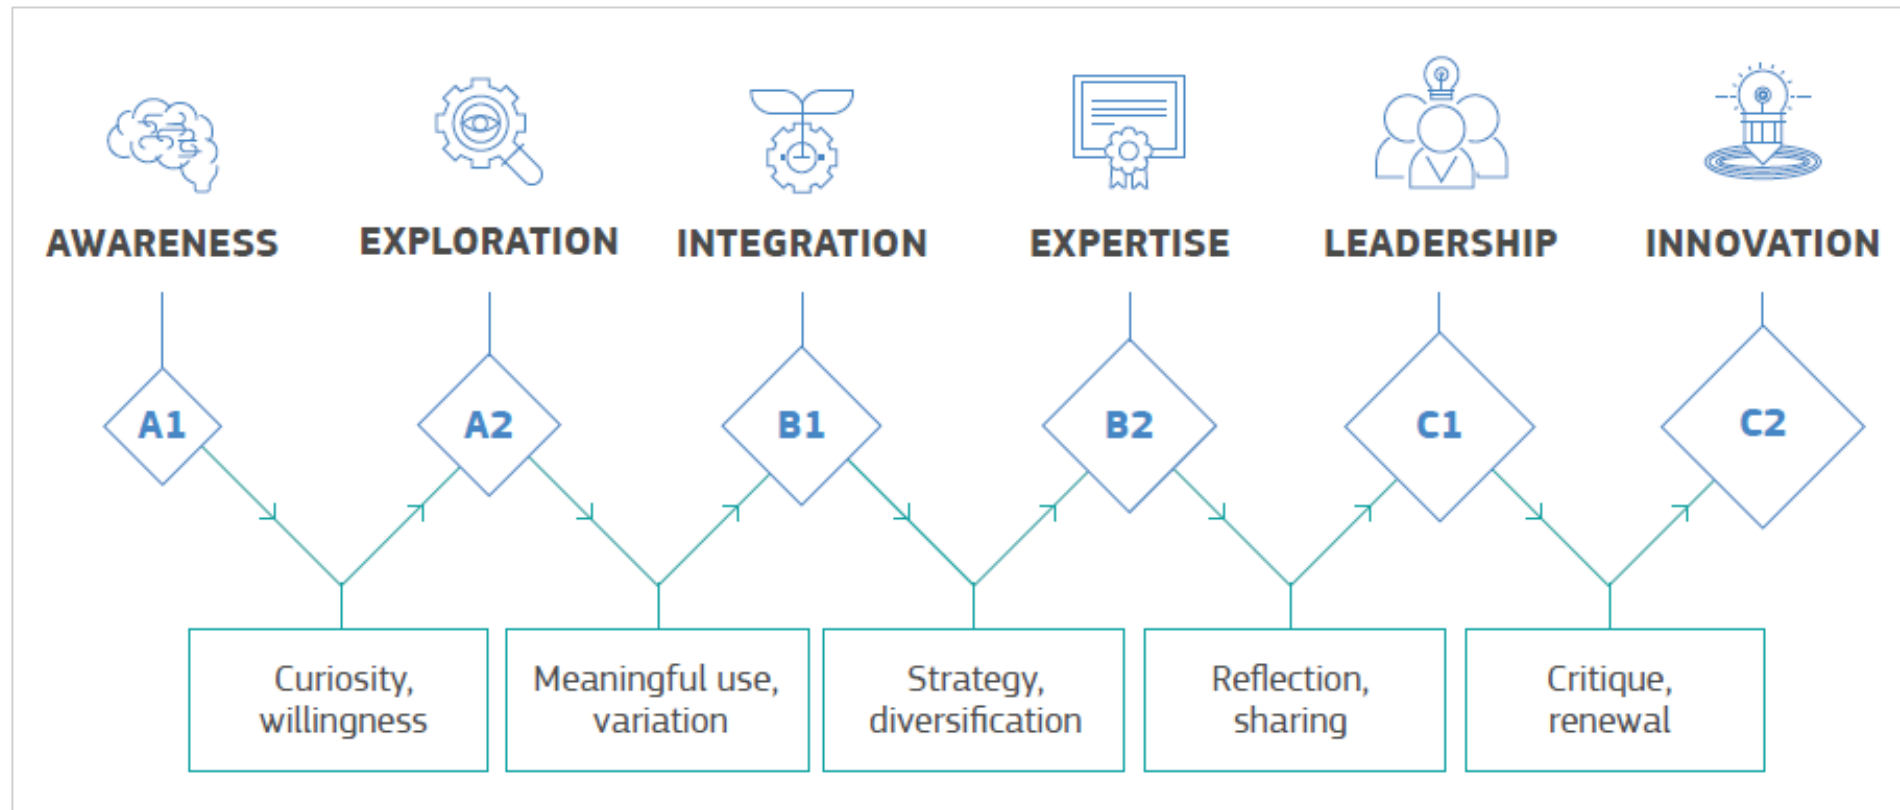 AWARENESS
EXPLORATION
INTEGRATION
EXPERTISE
LEADERSHIP
INNOVATION
A1
A2
B1
B2
C1
C2
Curiosity,
willingness
Meaningful use,
variation
Strategy,
diversification
Reflection,
sharing
Critique,
renewal